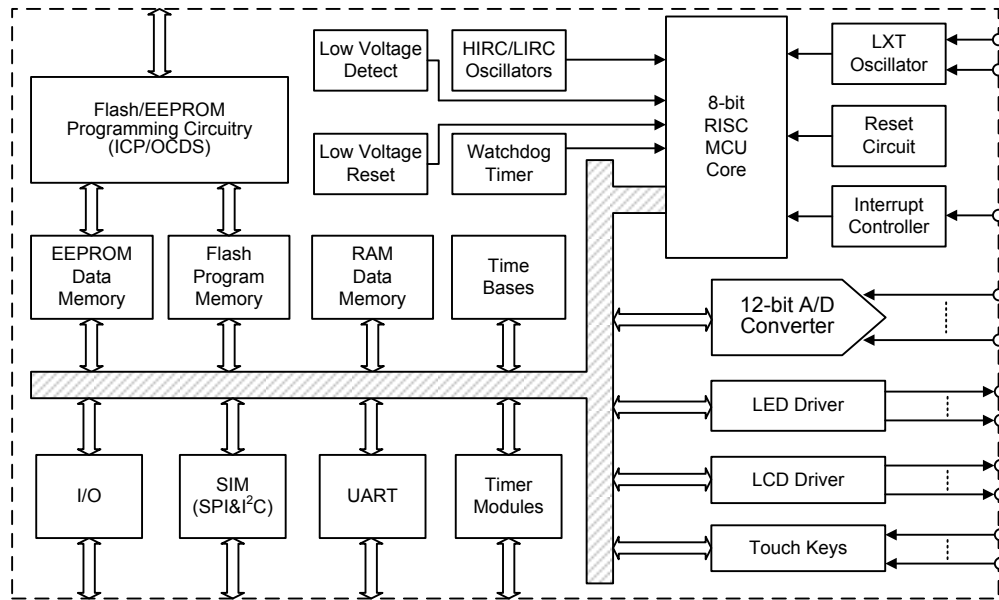 Low Voltage
Detect
HIRC/LIRC
Oscillators
8-bit
RISC
MCU
Core
LXT
Oscillator
Flash/EEPROM
Programming Circuitry
(ICP/OCDS)
Low Voltage
Reset
Watchdog
Timer
Reset
Circuit
Interrupt
Controller
EEPROM
Data
Memory
Flash
Program
Memory
RAM
Data
Memory
Time
Bases
12-bit A/D
Converter
LED Driver
I/O
SIM
(SPI&I²C)
UART
Timer
Modules
LCD Driver
Touch Keys